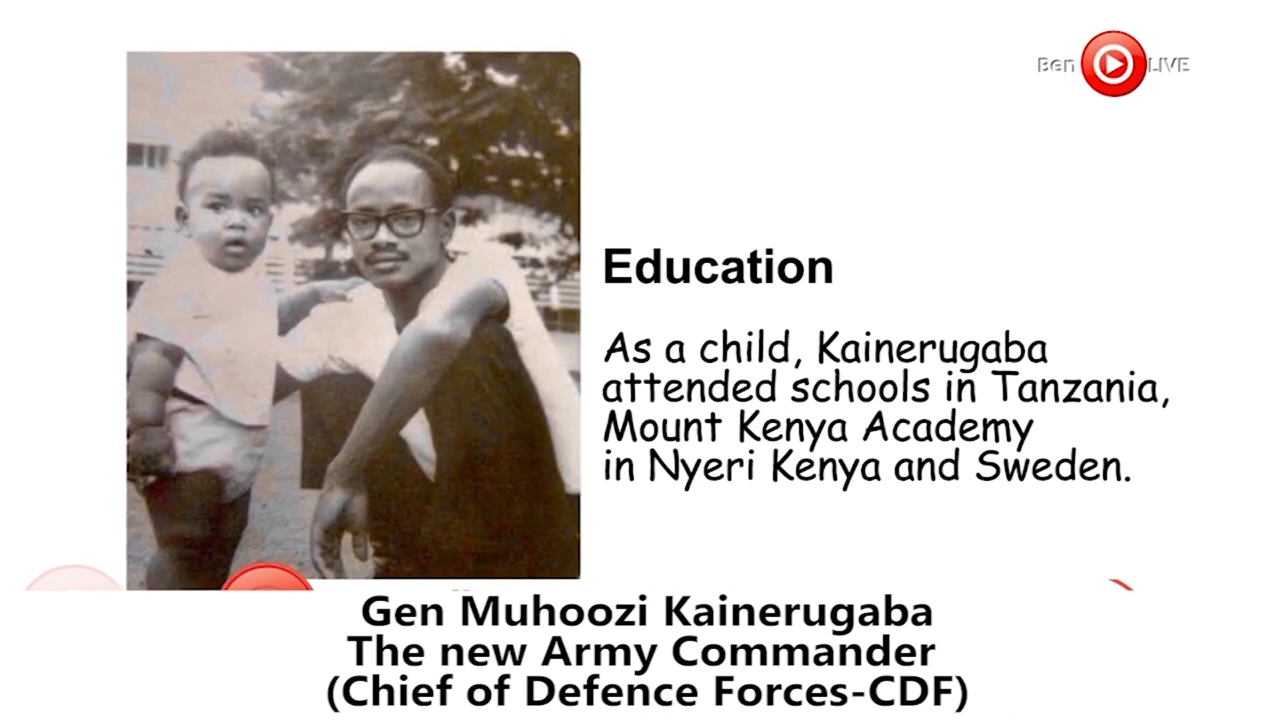 Ben LIVE
Education
As a child, Kainerugaba
attended schools in Tanzania,
Mount Kenya Academy
in Nyeri Kenya and Sweden.
Gen Muhoozi Kainerugaba
The new Army Commander
(Chief of Defence Forces-CDF)